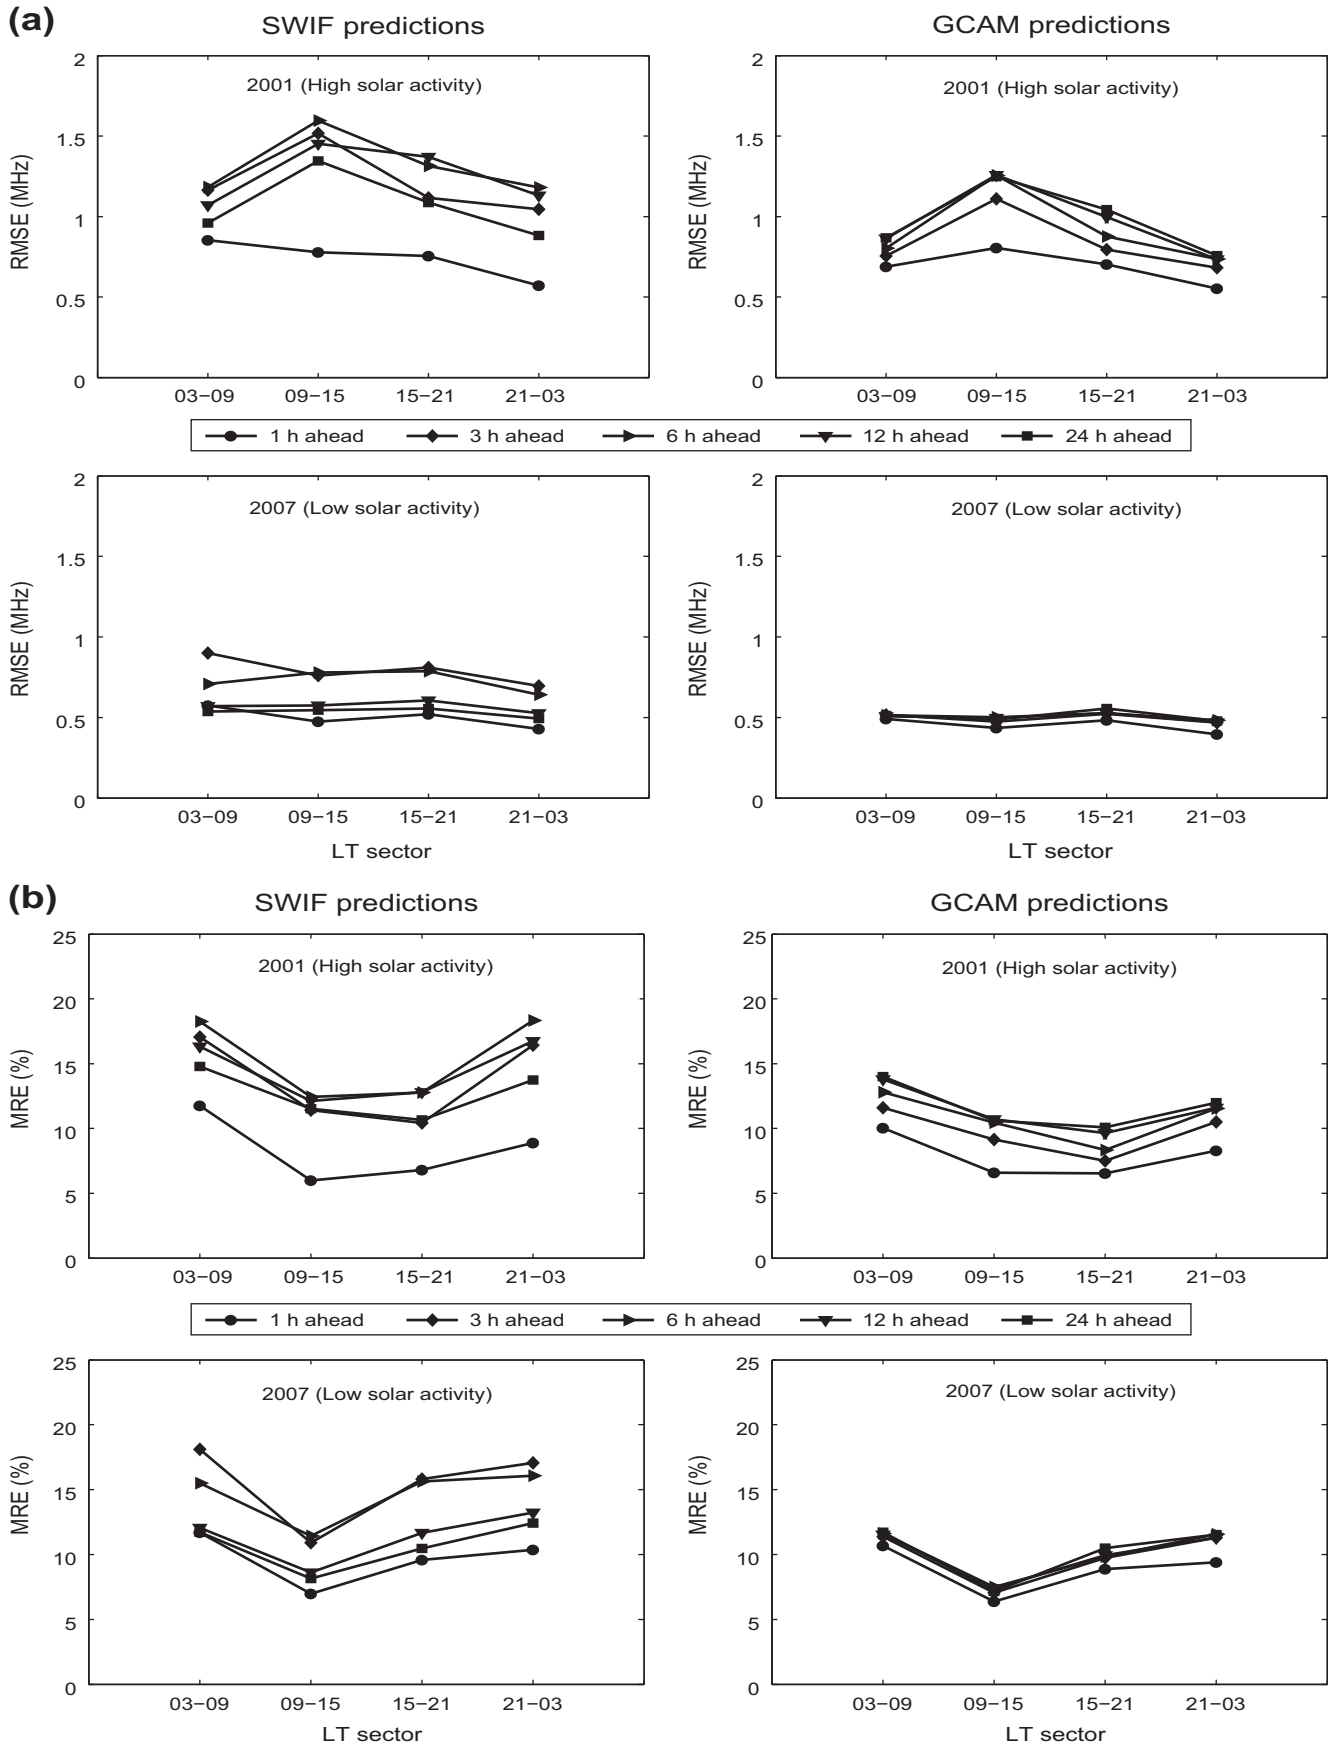 (a)
SWIF predictions
GCAM predictions
2001 (High solar activity)
2
1.5
1
0.5
0
RMSE (MHz)
03–09 09–15 15–21 21–03
2001 (High solar activity)
2
1.5
1
0.5
0
RMSE (MHz)
03–09 09–15 15–21 21–03
1 h ahead 3 h ahead 6 h ahead 12 h ahead 24 h ahead
2007 (Low solar activity)
2
1.5
1
0.5
0
RMSE (MHz)
03–09 09–15 15–21 21–03
LT sector
2007 (Low solar activity)
2
1.5
1
0.5
0
RMSE (MHz)
03–09 09–15 15–21 21–03
LT sector
(b)
SWIF predictions
GCAM predictions
2001 (High solar activity)
25
20
15
10
5
0
MRE (%)
03–09 09–15 15–21 21–03
2001 (High solar activity)
25
20
15
10
5
0
MRE (%)
03–09 09–15 15–21 21–03
1 h ahead 3 h ahead 6 h ahead 12 h ahead 24 h ahead
2007 (Low solar activity)
25
20
15
10
5
0
MRE (%)
03–09 09–15 15–21 21–03
LT sector
2007 (Low solar activity)
25
20
15
10
5
0
MRE (%)
03–09 09–15 15–21 21–03
LT sector